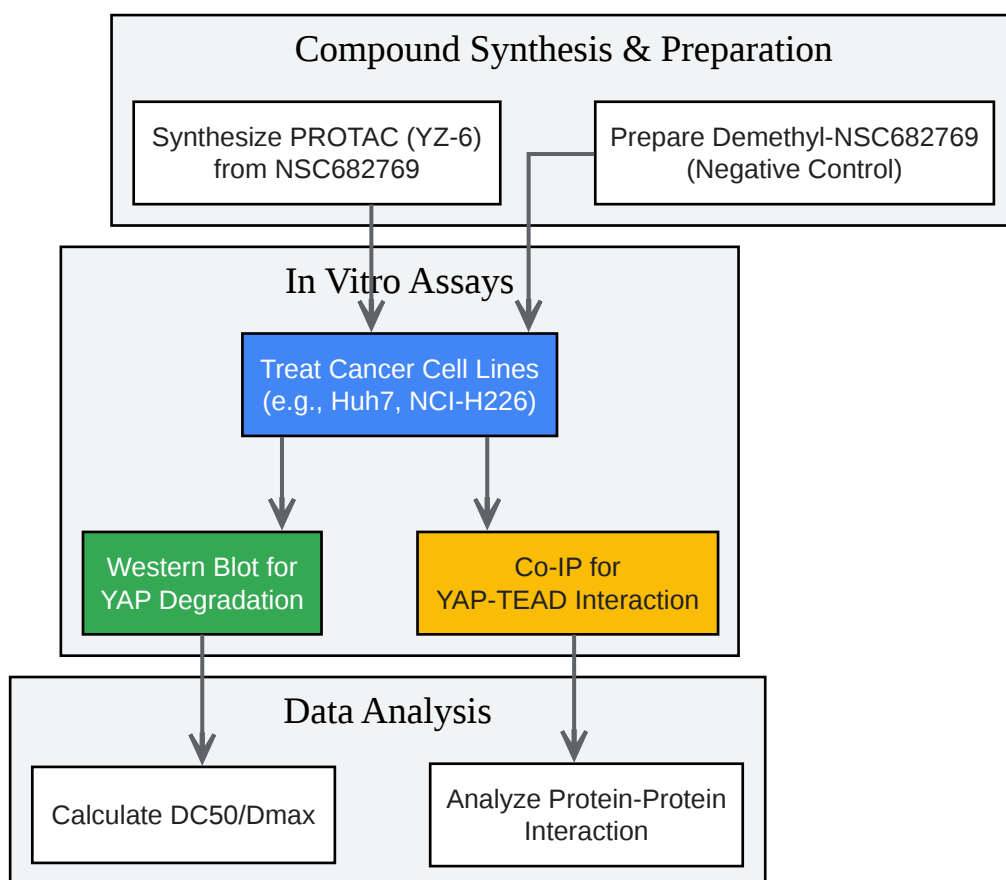 Compound Synthesis & Preparation
Synthesize PROTAC (YZ-6)
from NSC682769
Prepare Demethyl-NSC682769
(Negative Control)
In Vitro Assays
Treat Cancer Cell Lines
(e.g., Huh7, NCI-H226)
Western Blot for
YAP Degradation
Co-IP for
YAP-TEAD Interaction
Data Analysis
Calculate DC50/Dmax
Analyze Protein-Protein
Interaction